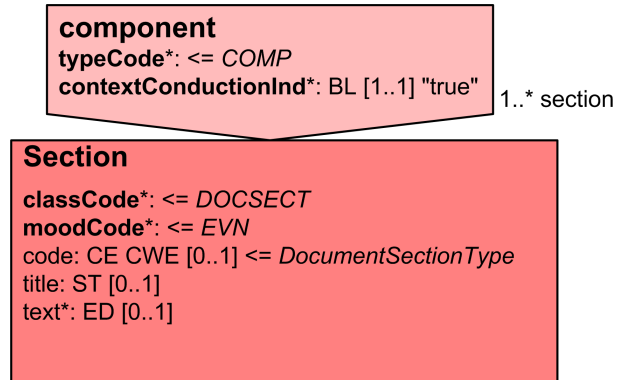 component
typeCode*: <= COMP
contextConductionInd*: BL [1..1] "true"
1..* section
Section
classCode*: <= DOCSECT
moodCode*: <= EVN
code: CE CWE [0..1] <= DocumentSectionType
title: ST [0..1]
text*: ED [0..1]